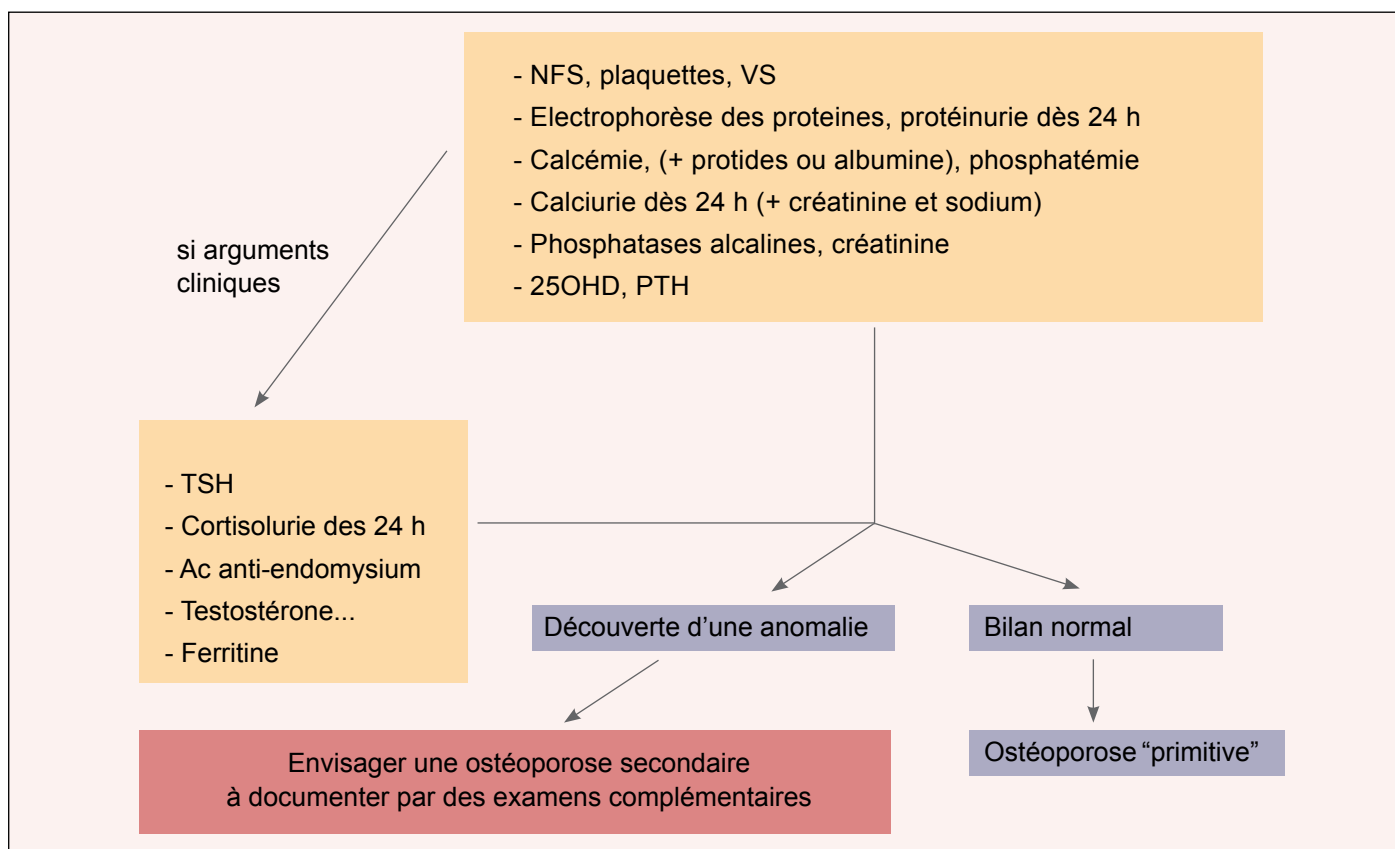 - NFS, plaquettes, VS
- Electrophorèse des proteines, protéinurie dès 24 h
- Calcémie, (+ protides ou albumine), phosphatémie
- Calciurie dès 24 h (+ créatinine et sodium)
- Phosphatases alcalines, créatinine
- 25OHD, PTH
si arguments
cliniques
- TSH
- Cortisolurie des 24 h
- Ac anti-endomysium
- Testostérone...
- Ferritine
Découverte d’une anomalie
Bilan normal
Envisager une ostéoporose secondaire
à documenter par des examens complémentaires
Ostéoporose “primitive”